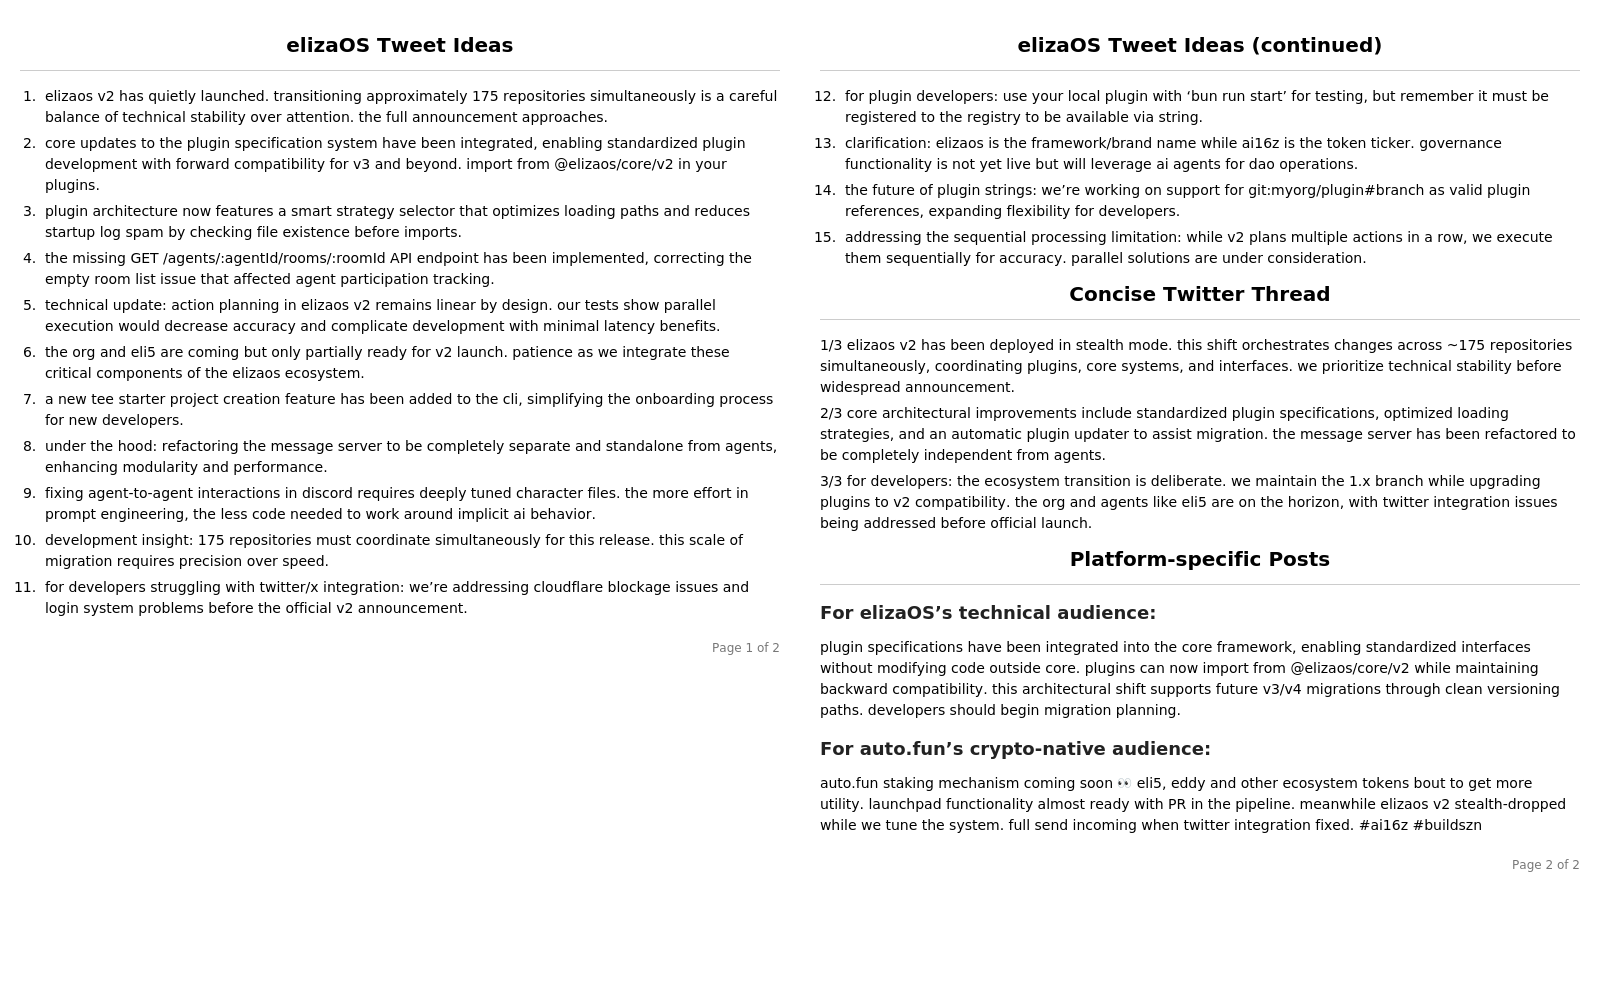 elizaOS Tweet Ideas
1. elizaos v2 has quietly launched. transitioning approximately 175 repositories simultaneously is a careful
balance of technical stability over attention. the full announcement approaches.
2. core updates to the plugin specification system have been integrated, enabling standardized plugin
development with forward compatibility for v3 and beyond. import from @elizaos/core/v2 in your
plugins.
3. plugin architecture now features a smart strategy selector that optimizes loading paths and reduces
startup log spam by checking file existence before imports.
4. the missing GET /agents/:agentId/rooms/:roomId API endpoint has been implemented, correcting the
empty room list issue that affected agent participation tracking.
5. technical update: action planning in elizaos v2 remains linear by design. our tests show parallel
execution would decrease accuracy and complicate development with minimal latency benefits.
6. the org and eli5 are coming but only partially ready for v2 launch. patience as we integrate these
critical components of the elizaos ecosystem.
7. a new tee starter project creation feature has been added to the cli, simplifying the onboarding process
for new developers.
8. under the hood: refactoring the message server to be completely separate and standalone from agents,
enhancing modularity and performance.
9. fixing agent-to-agent interactions in discord requires deeply tuned character files. the more effort in
prompt engineering, the less code needed to work around implicit ai behavior.
10. development insight: 175 repositories must coordinate simultaneously for this release. this scale of
migration requires precision over speed.
11. for developers struggling with twitter/x integration: we’re addressing cloudflare blockage issues and
login system problems before the official v2 announcement.
Page 1 of 2
elizaOS Tweet Ideas (continued)
12. for plugin developers: use your local plugin with ‘bun run start’ for testing, but remember it must be
registered to the registry to be available via string.
13. clarification: elizaos is the framework/brand name while ai16z is the token ticker. governance
functionality is not yet live but will leverage ai agents for dao operations.
14. the future of plugin strings: we’re working on support for git:myorg/plugin#branch as valid plugin
references, expanding flexibility for developers.
15. addressing the sequential processing limitation: while v2 plans multiple actions in a row, we execute
them sequentially for accuracy. parallel solutions are under consideration.
Concise Twitter Thread
1/3 elizaos v2 has been deployed in stealth mode. this shift orchestrates changes across ~175 repositories
simultaneously, coordinating plugins, core systems, and interfaces. we prioritize technical stability before
widespread announcement.
2/3 core architectural improvements include standardized plugin specifications, optimized loading
strategies, and an automatic plugin updater to assist migration. the message server has been refactored to
be completely independent from agents.
3/3 for developers: the ecosystem transition is deliberate. we maintain the 1.x branch while upgrading
plugins to v2 compatibility. the org and agents like eli5 are on the horizon, with twitter integration issues
being addressed before official launch.
Platform-specific Posts
For elizaOS’s technical audience:
plugin specifications have been integrated into the core framework, enabling standardized interfaces
without modifying code outside core. plugins can now import from @elizaos/core/v2 while maintaining
backward compatibility. this architectural shift supports future v3/v4 migrations through clean versioning
paths. developers should begin migration planning.
For auto.fun’s crypto-native audience:
auto.fun staking mechanism coming soon 👀 eli5, eddy and other ecosystem tokens bout to get more
utility. launchpad functionality almost ready with PR in the pipeline. meanwhile elizaos v2 stealth-dropped
while we tune the system. full send incoming when twitter integration fixed. #ai16z #buildszn
Page 2 of 2